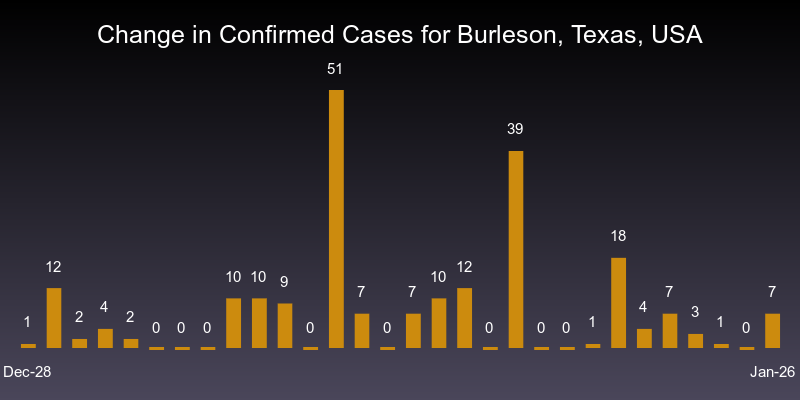 Change in Confirmed Cases for Burleson, Texas, USA
1 12 2 4 2 0 0 0 10 10 9 0 51 7 0 7 10 12 0 39 0 0 1 18 4 7 3 1 0 7
Dec-28 Jan-26